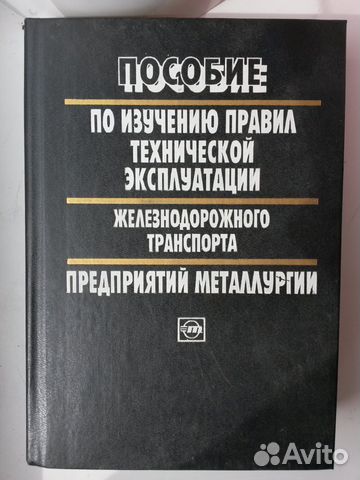 ПОСОБИЕ:
ПО ИЗУЧЕНИЮ ПРАВИЛ
ТЕХНИЧЕСКОЙ
ЭКСПЛУАТАЦИИ
ЖЕЛЕЗНОДОРОЖНОГО
ТРАНСПОРТА
ПРЕДПРИЯТИЙ МЕТАЛЛУРГИИ
Avito